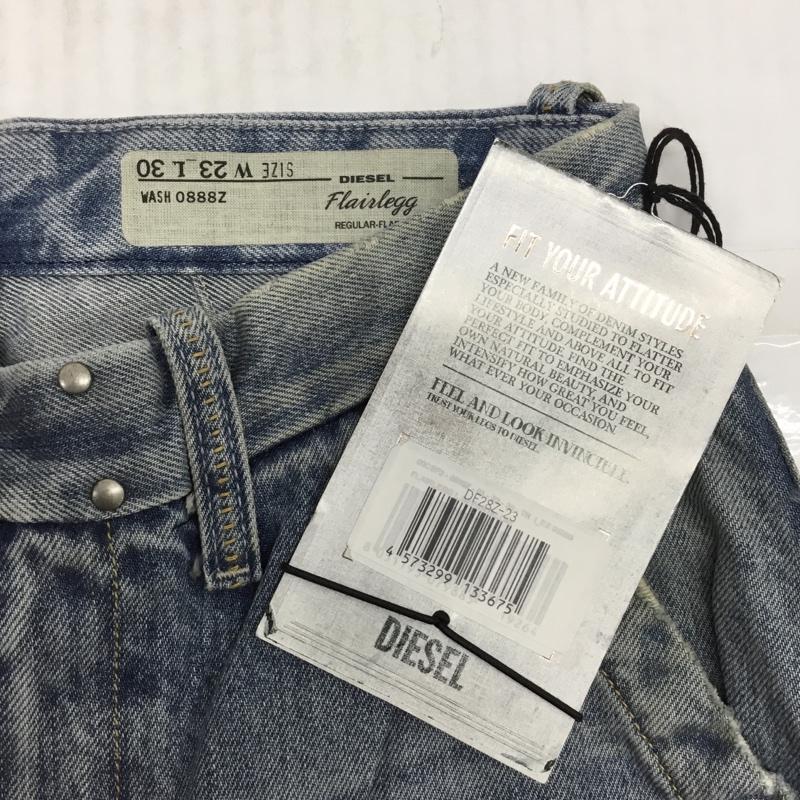 SIZE W 23 L 30
WASH 0888Z
DIESEL
Flairlegg
REGULAR-FLA
FIT YOUR ATTITUDE
A NEW FAMILY OF DENIM STYLES
ESPECIALLY STUDIED TO FLATTER
YOUR BODY, COMPLEMENT YOUR
LIFESTYLE AND ABOVE ALL TO FIT
YOUR ATTITUDE. FIND THE
PERFECT FIT TO EMPHASIZE YOUR
OWN NATURAL BEAUTY, AND
INTENSIFY HOW GREAT YOU FEEL,
WHAT EVER YOUR OCCASION.
FEEL AND LOOK INVINCIBLE.
TRUST YOUR LEGS TO DIESEL.
DF28Z-23
4 573299 133675
DIESEL